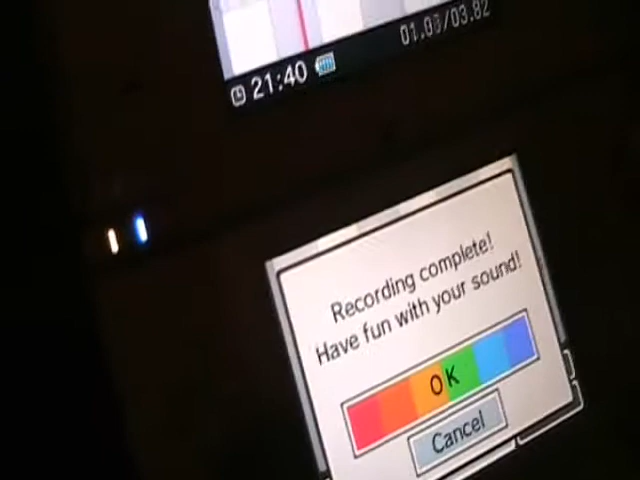 01.03/03.82
21:40
Recording complete!
Have fun with your sound!
OK
Cancel